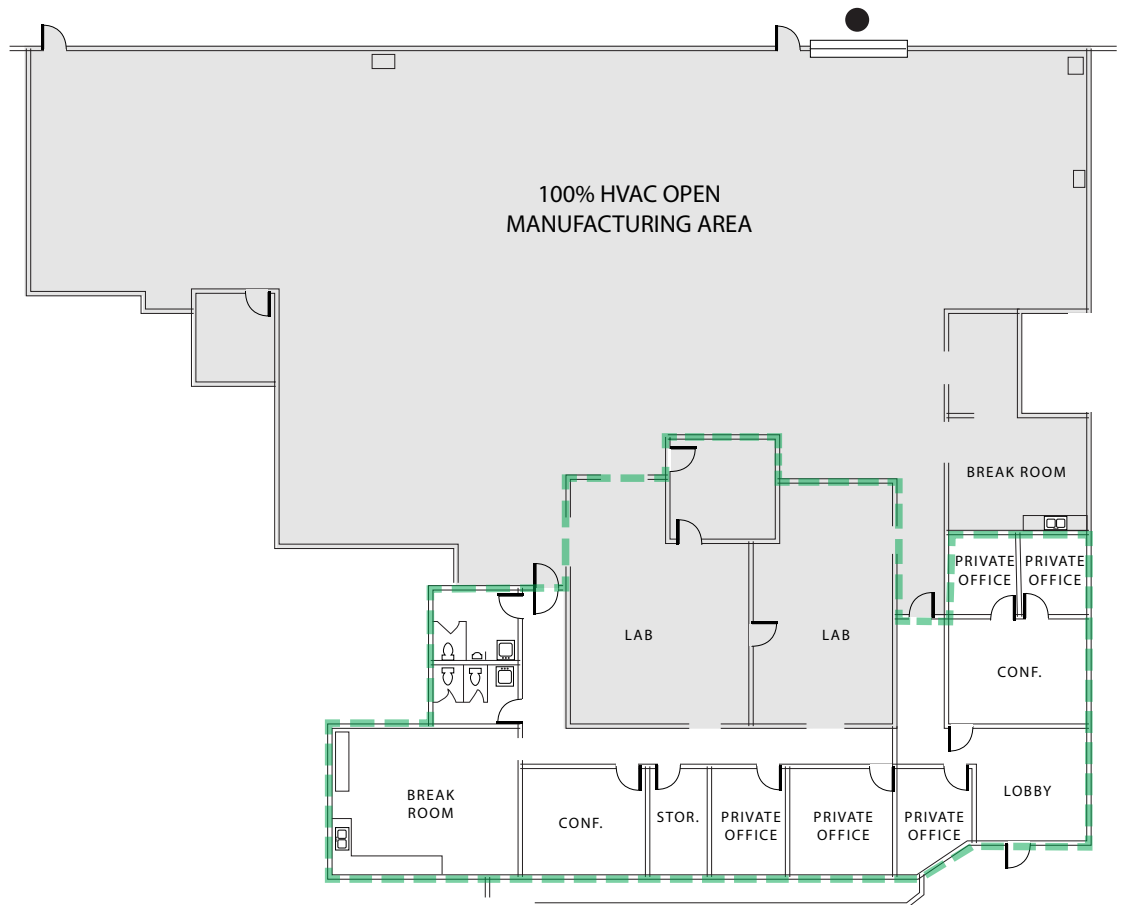 100% HVAC OPEN
MANUFACTURING AREA
BREAK ROOM
PRIVATE
OFFICE
PRIVATE
OFFICE
LAB
LAB
CONF.
BREAK
ROOM
CONF.
STOR.
PRIVATE
OFFICE
PRIVATE
OFFICE
PRIVATE
OFFICE
LOBBY